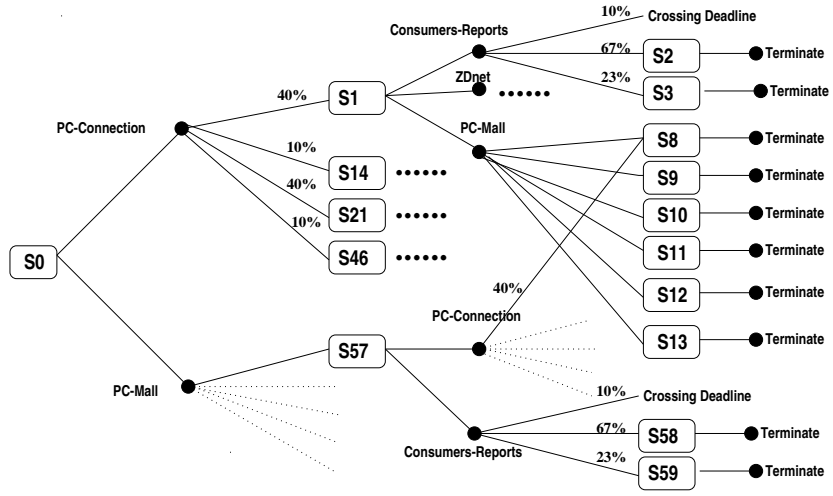 10%
Crossing Deadline
Consumers-Reports
67%
S2
Terminate
ZDnet
23%
S3
Terminate
40%
S1
PC-Connection
PC-Mall
S8
Terminate
10%
S14
S9
Terminate
40%
S21
S10
Terminate
10%
S46
S11
Terminate
S0
40%
S12
Terminate
PC-Connection
S57
S13
Terminate
PC-Mall
10%
Crossing Deadline
67%
S58
Terminate
Consumers-Reports
23%
S59
Terminate